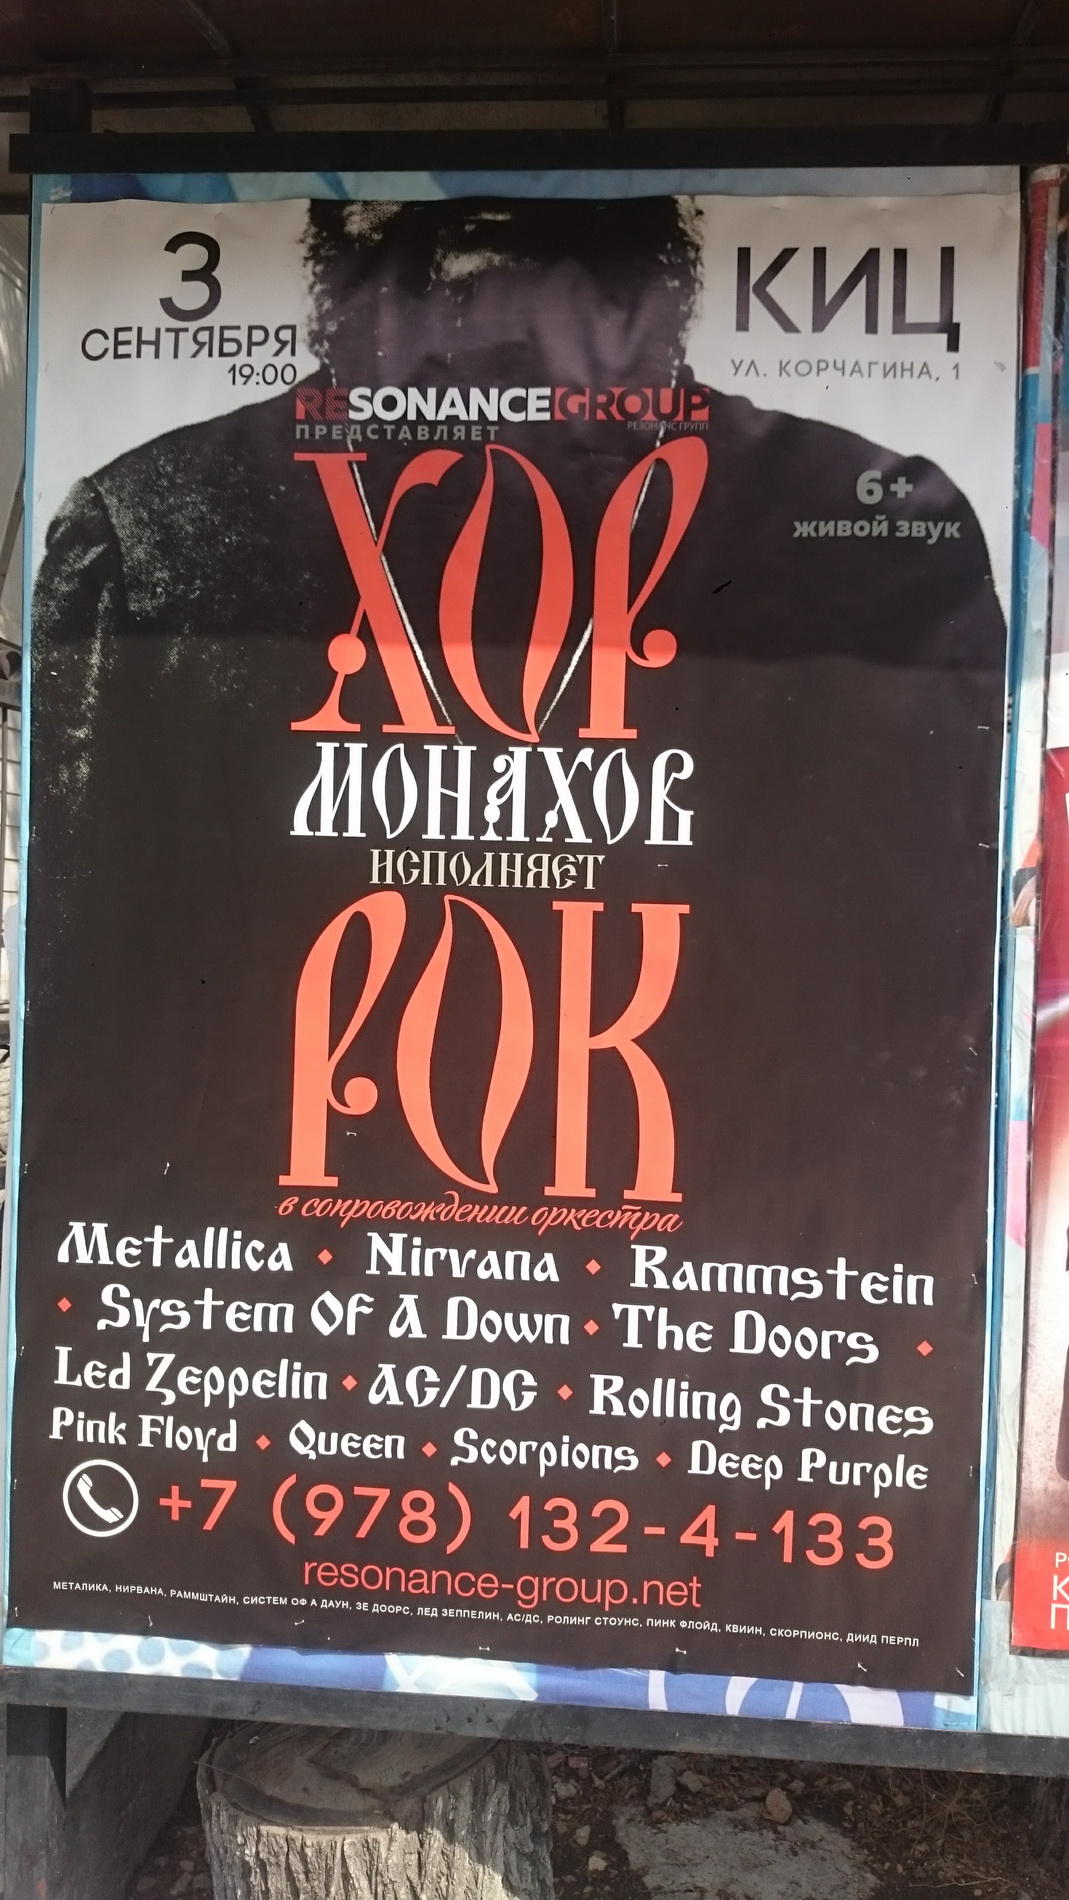 3
СЕНТЯБРЯ
19:00
КИЦ
УЛ. КОРЧАГИНА, 1
RESONANCE GROUP
РЕЗОНАНС ГРУПП
ПРЕДСТАВЛЯЕТ
6+
живой звук
ХОР
МОНАХОВ
ИСПОЛНЯЕТ
РОК
в сопровождении оркестра
Metallica • Nirvana • Rammstein
• System Of A Down • The Doors •
Led Zeppelin • AC/DC • Rolling Stones
Pink Floyd • Queen • Scorpions • Deep Purple
+7 (978) 132-4-133
resonance-group.net
МЕТАЛИКА, НИРВАНА, РАММШТАЙН, СИСТЕМ ОФ А ДАУН, ЗЕ ДООРС, ЛЕД ЗЕППЕЛИН, АС/ДС, РОЛИНГ СТОУНС, ПИНК ФЛОЙД, КВИИН, СКОРПИОНС, ДИИД ПЕРПЛ